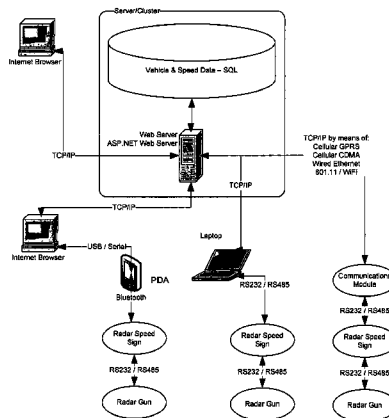 Server/Cluster
Internet Browser
Vehicle & Speed Data – SQL
Web Server
ASP.NET Web Server
TCP/IP
TCP/IP by means of:
Cellular GPRS
Cellular CDMA
Wired Ethernet
801.11 / WiFi
TCP/IP
TCP/IP
Internet Browser
USB / Serial
PDA
Bluetooth
Laptop
RS232 / RS485
Communications
Module
RS232 / RS485
Radar Speed
Sign
Radar Speed
Sign
Radar Speed
Sign
RS232 / RS485
RS232 / RS485
RS232 / RS485
Radar Gun
Radar Gun
Radar Gun